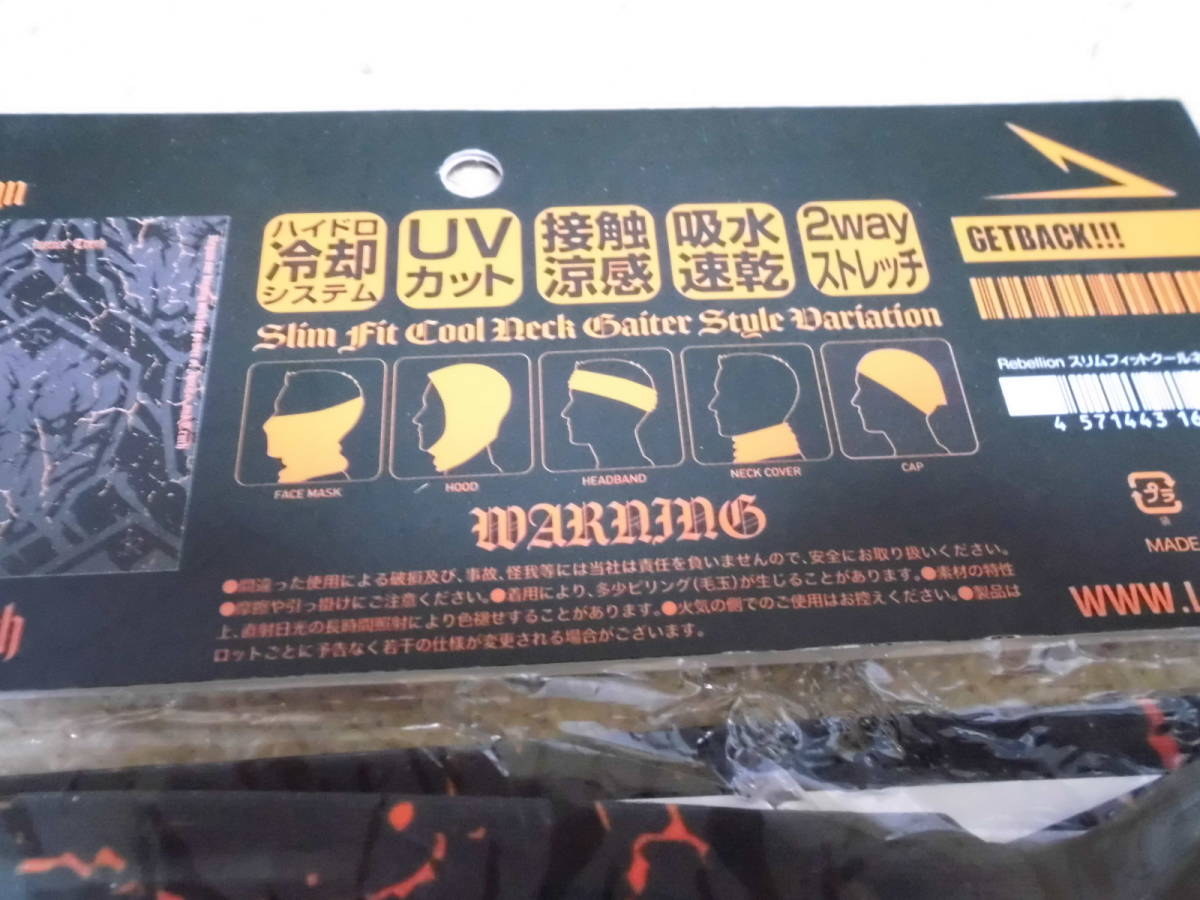 ハイドロ
冷却
システム
UV
カット
接触
涼感
吸水
速乾
2way
ストレッチ
GETBACK!!!
Slim Fit Cool Neck Gaiter Style Variation
Rebellion スリムフィットクールネ
4 571443 16
FACE MASK
HOOD
HEADBAND
NECK COVER
CAP
プラ
袋
MADE
WARNING
●間違った使用による破損及び、事故、怪我等には当社は責任を負いませんので、安全にお取り扱いください。
●摩擦や引っ掛けにご注意ください。●着用により、多少ピリング(毛玉)が生じることがあります。●素材の特性
上、直射日光の長時間照射により色褪せすることがあります。●火気の側でのご使用はお控えください。●製品は
ロットごとに予告なく若干の仕様が変更される場合がございます。
WWW.